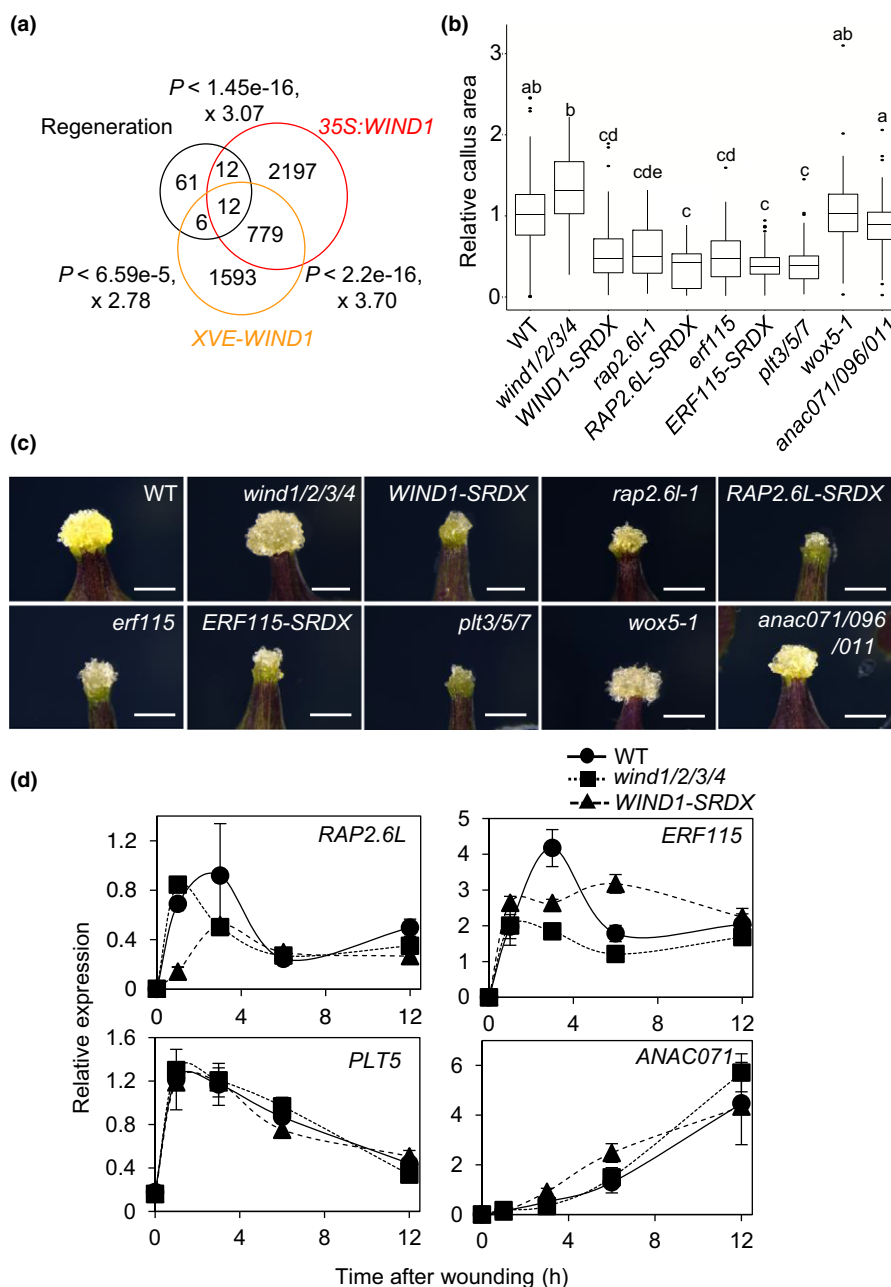 (a)
P < 1.45e-16,
x 3.07
Regeneration
35S:WIND1
61
12
2197
6
12
779
P < 6.59e-5,
x 2.78
1593
P < 2.2e-16,
x 3.70
XVE-WIND1
(b)
Relative callus area
3
2
1
0
ab
b
cd
cde
c
cd
c
c
ab
a
WT
wind1/2/3/4
WIND1-SRDX
rap2.6l-1
RAP2.6L-SRDX
erf115
ERF115-SRDX
plt3/5/7
wox5-1
anac071/096/011
(c)
WT
wind1/2/3/4
WIND1-SRDX
rap2.6l-1
RAP2.6L-SRDX
erf115
ERF115-SRDX
plt3/5/7
wox5-1
anac071/096
/011
(d)
WT
wind1/2/3/4
WIND1-SRDX
Relative expression
RAP2.6L
1.2
0.8
0.4
0
0 4 8 12
ERF115
5
4
3
2
1
0
0 4 8 12
PLT5
1.6
1.2
0.8
0.4
0
0 4 8 12
ANAC071
6
4
2
0
0 4 8 12
Time after wounding (h)